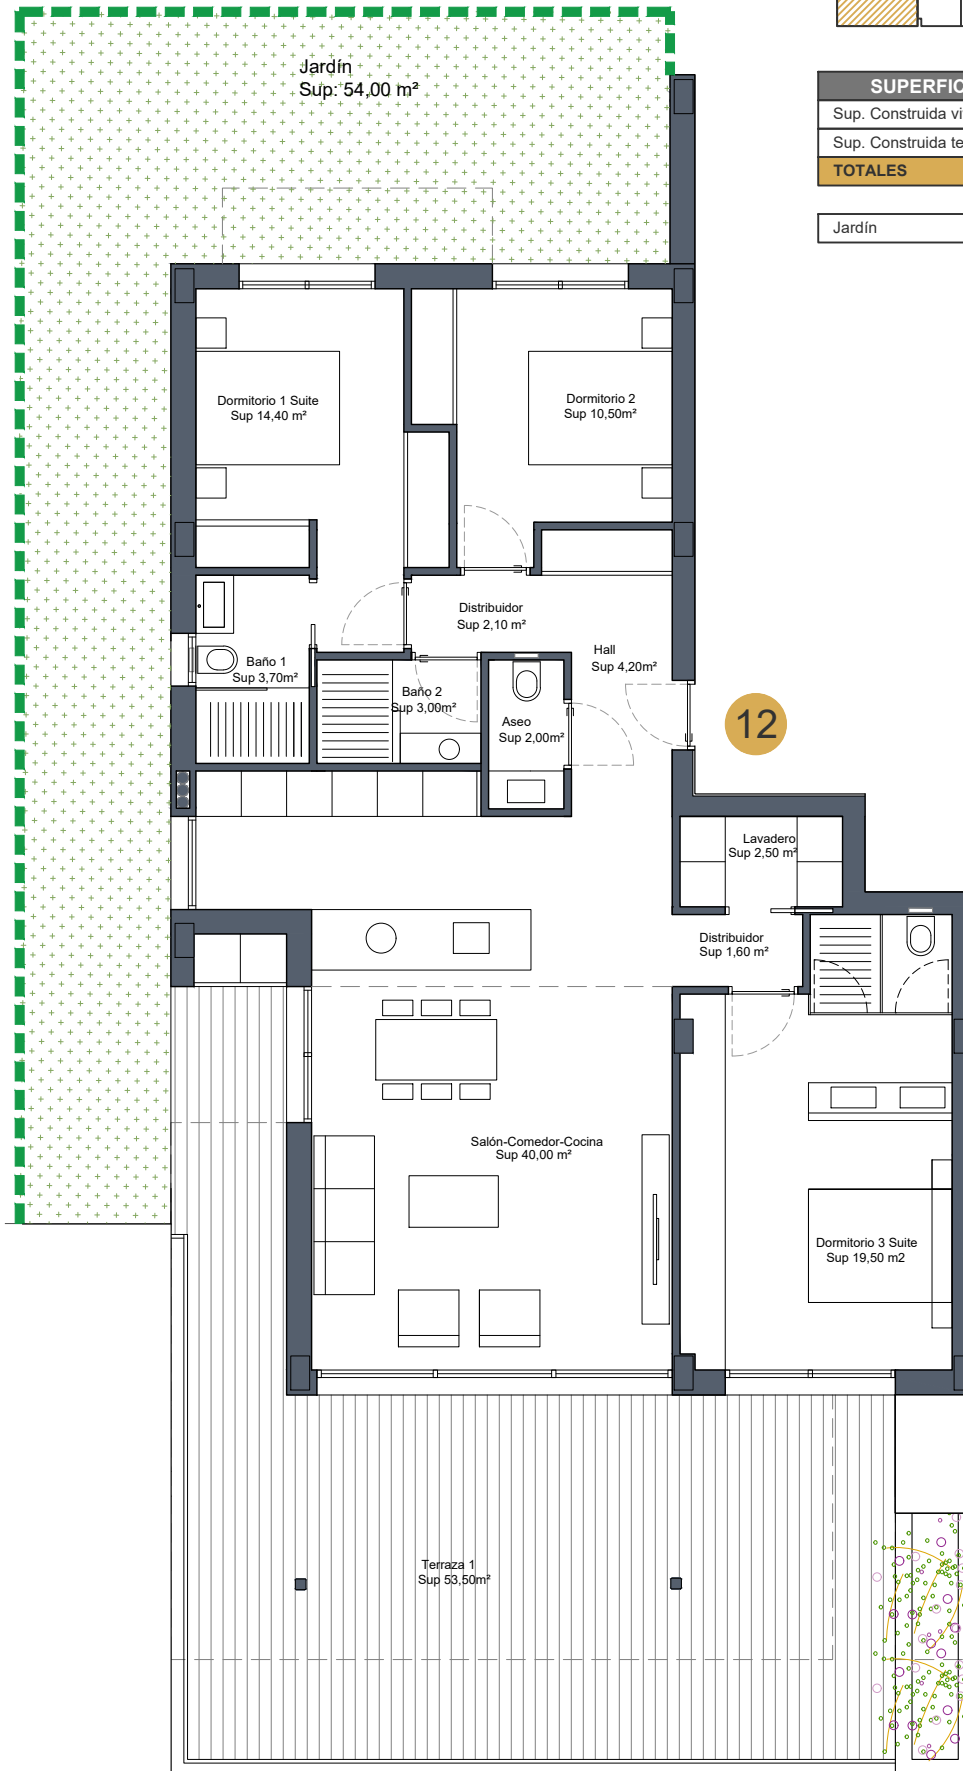 Jardín
Sup: 54,00 m²
SUPERFIC
Sup. Construida vi
Sup. Construida te
TOTALES
Jardín
Dormitorio 1 Suite
Sup 14,40 m²
Dormitorio 2
Sup 10,50m²
Distribuidor
Sup 2,10 m²
Hall
Sup 4,20m²
Baño 1
Sup 3,70m²
Baño 2
Sup 3,00m²
Aseo
Sup 2,00m²
12
Lavadero
Sup 2,50 m²
Distribuidor
Sup 1,60 m²
Salón-Comedor-Cocina
Sup 40,00 m²
Dormitorio 3 Suite
Sup 19,50 m2
Terraza 1
Sup 53,50m²